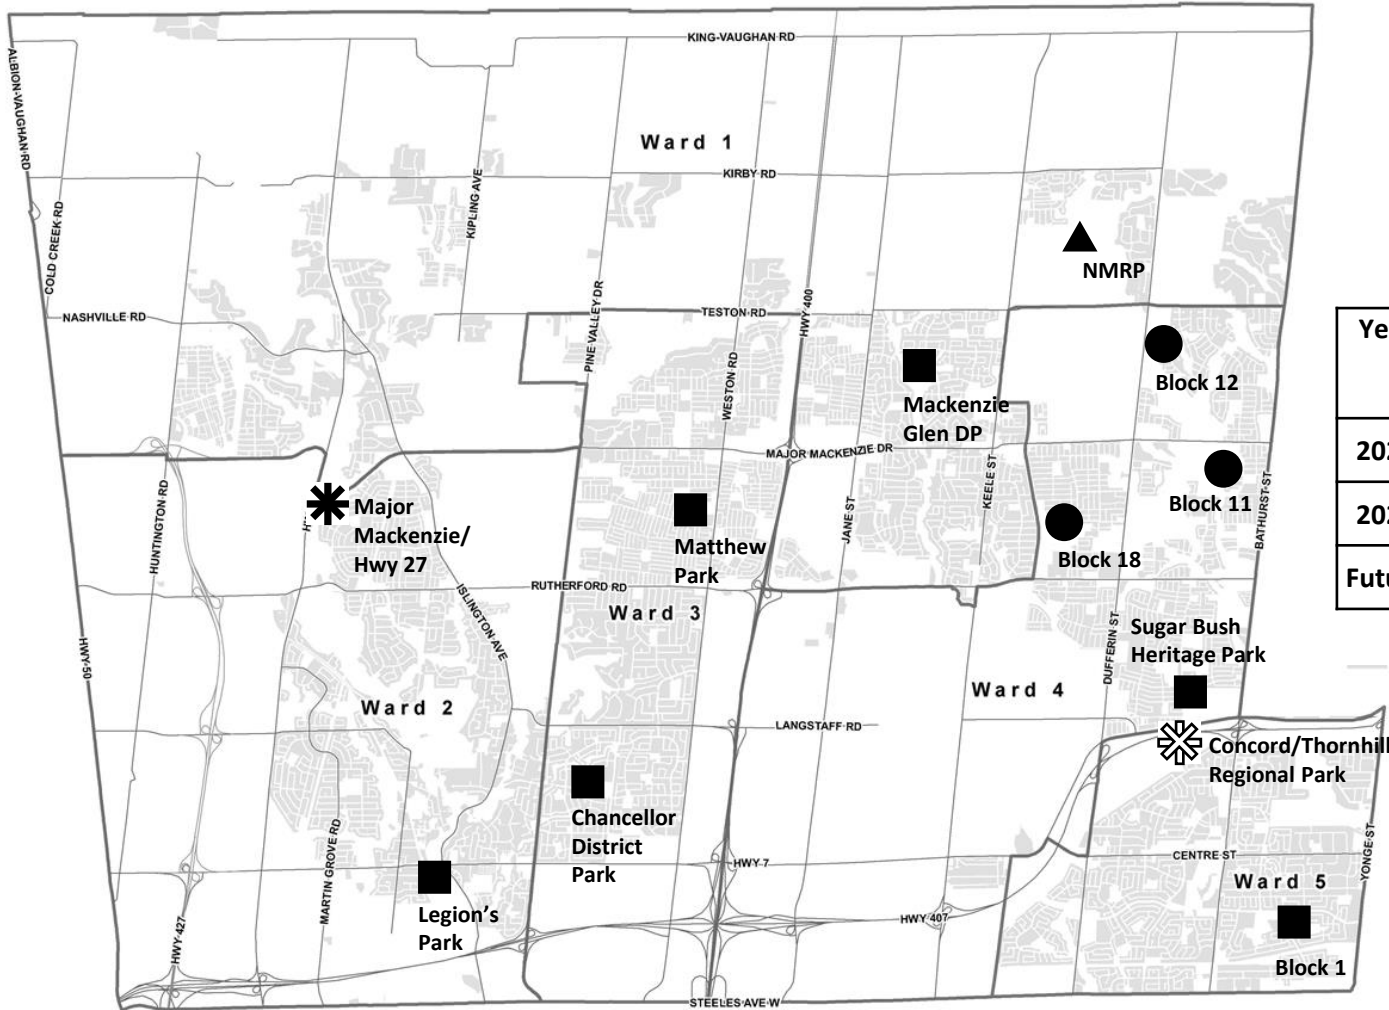 KING-VAUGHAN RD
ALBION-VAUGHAN RD
Ward 1
KIRBY RD
KIPLING AVE
COLD CREEK RD
NMRP
NASHVILLE RD
PINE VALLEY DR
TESTON RD
HWY 400
WESTON RD
Block 12
Mackenzie
Glen DP
MAJOR MACKENZIE DR
KEELE ST
JANE ST
HUNTINGTON RD
Major
Mackenzie/
Hwy 27
Matthew
Park
Block 11
BATHURST ST
Block 18
RUTHERFORD RD
ISLINGTON AVE
Ward 3
HWY 50
Sugar Bush
Heritage Park
DUFFERIN ST
Ward 4
Ward 2
LANGSTAFF RD
Concord/Thornhill
Regional Park
Chancellor
District
Park
MARTIN GROVE RD
HWY 7
CENTRE ST
YONGE ST
Ward 5
Legion's
Park
HWY 407
HWY 427
Block 1
STEELES AVE W